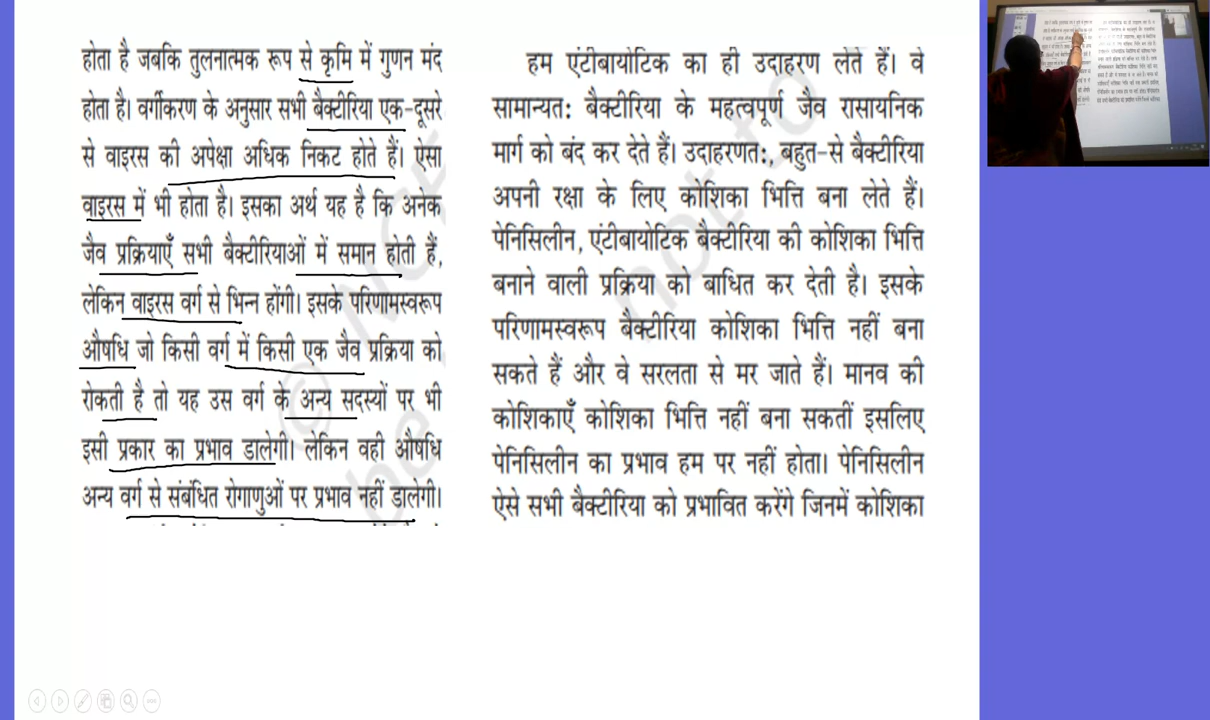 होता है जबकि तुलनात्मक रूप से कृमि में गुणन मंद
होता है। वर्गीकरण के अनुसार सभी बैक्टीरिया एक-दूसरे
से वाइरस की अपेक्षा अधिक निकट होते हैं। ऐसा
वाइरस में भी होता है। इसका अर्थ यह है कि अनेक
जैव प्रक्रियाएँ सभी बैक्टीरियाओं में समान होती हैं,
लेकिन वाइरस वर्ग से भिन्न होंगी। इसके परिणामस्वरूप
औषधि जो किसी वर्ग में किसी एक जैव प्रक्रिया को
रोकती है तो यह उस वर्ग के अन्य सदस्यों पर भी
इसी प्रकार का प्रभाव डालेगी। लेकिन वही औषधि
अन्य वर्ग से संबंधित रोगाणुओं पर प्रभाव नहीं डालेगी।
हम एंटीबायोटिक का ही उदाहरण लेते हैं। वे
सामान्यत: बैक्टीरिया के महत्वपूर्ण जैव रासायनिक
मार्ग को बंद कर देते हैं। उदाहरणत:, बहुत-से बैक्टीरिया
अपनी रक्षा के लिए कोशिका भित्ति बना लेते हैं।
पेनिसिलीन, एंटीबायोटिक बैक्टीरिया की कोशिका भित्ति
बनाने वाली प्रक्रिया को बाधित कर देती है। इसके
परिणामस्वरूप बैक्टीरिया कोशिका भित्ति नहीं बना
सकते हैं और वे सरलता से मर जाते हैं। मानव की
कोशिकाएँ कोशिका भित्ति नहीं बना सकतीं इसलिए
पेनिसिलीन का प्रभाव हम पर नहीं होता। पेनिसिलीन
ऐसे सभी बैक्टीरिया को प्रभावित करेंगे जिनमें कोशिका
not to
be